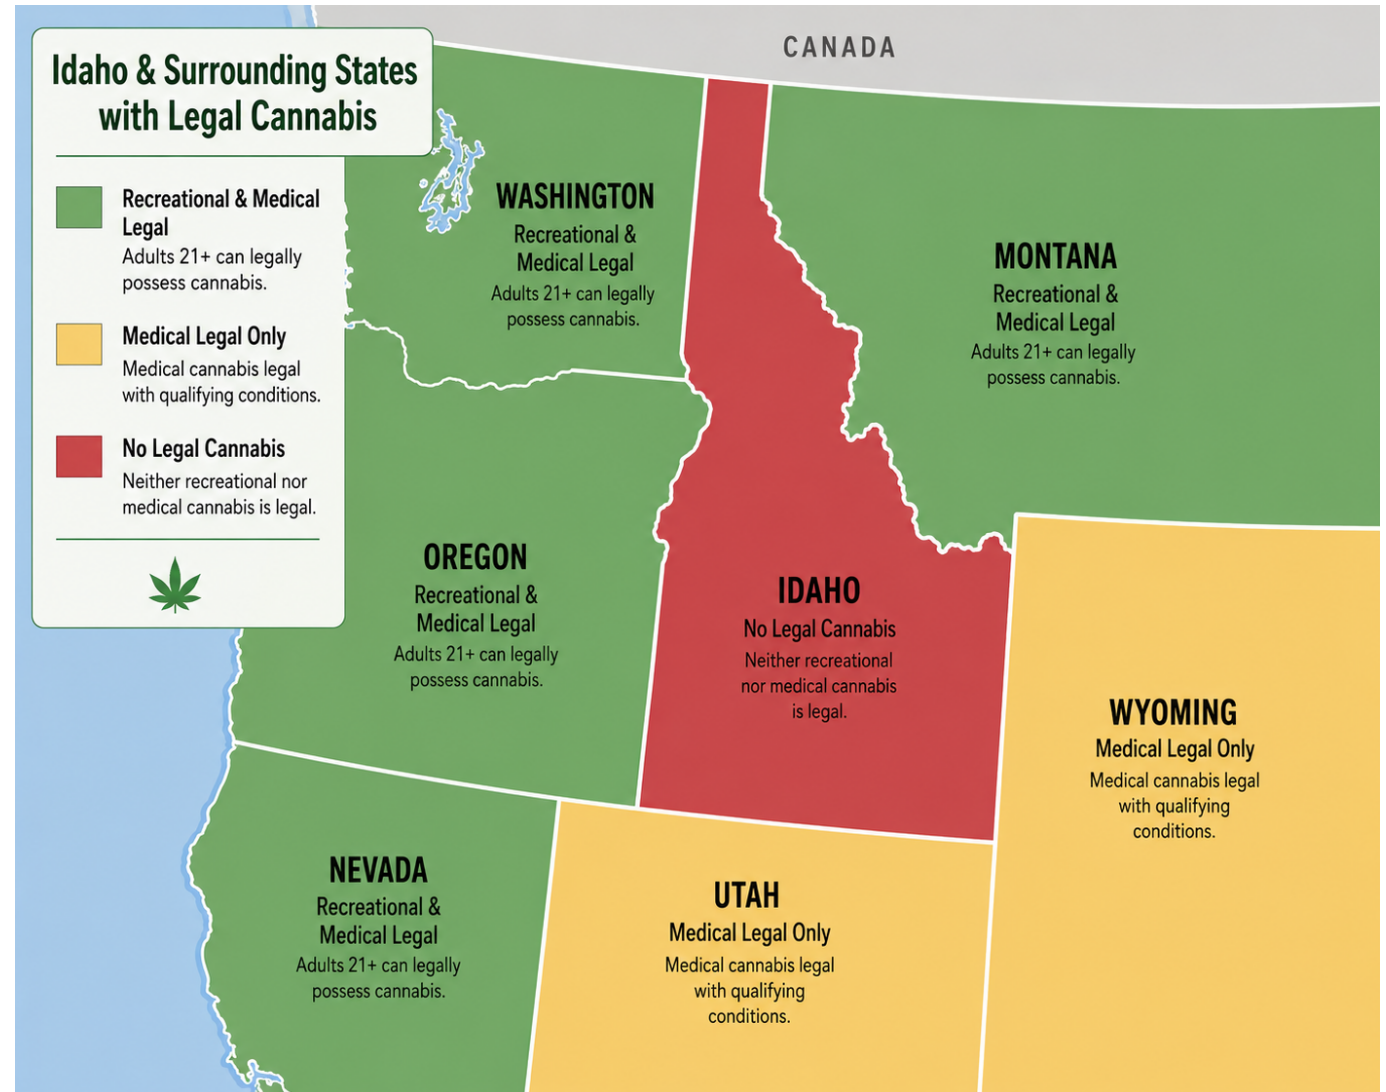 Idaho & Surrounding States
with Legal Cannabis
Recreational & Medical
Legal
Adults 21+ can legally
possess cannabis.
Medical Legal Only
Medical cannabis legal
with qualifying conditions.
No Legal Cannabis
Neither recreational nor
medical cannabis is legal.
CANADA
WASHINGTON
Recreational &
Medical Legal
Adults 21+ can legally
possess cannabis.
MONTANA
Recreational &
Medical Legal
Adults 21+ can legally
possess cannabis.
OREGON
Recreational &
Medical Legal
Adults 21+ can legally
possess cannabis.
IDAHO
No Legal Cannabis
Neither recreational
nor medical cannabis
is legal.
WYOMING
Medical Legal Only
Medical cannabis legal
with qualifying
conditions.
NEVADA
Recreational &
Medical Legal
Adults 21+ can legally
possess cannabis.
UTAH
Medical Legal Only
Medical cannabis legal
with qualifying
conditions.